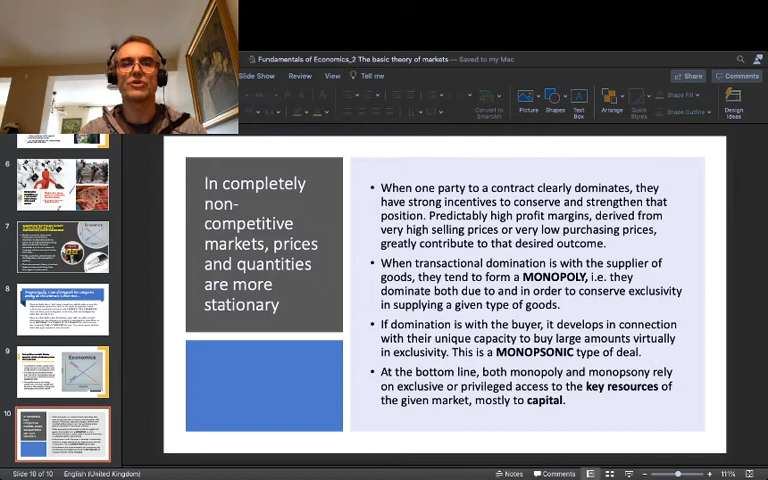 Fundamentals of Economics_2 The basic theory of markets — Saved to my Mac
Slide Show
Review
View
Tell me
Share
Comments
Convert to
SmartArt
Picture
Shapes
Text
Box
Arrange
Quick
Styles
Shape Fill
Shape Outline
Design
Ideas
6
7
8
9
Economics
10
In completely
non-
competitive
markets, prices
and quantities
are more
stationary
• When one party to a contract clearly dominates, they
have strong incentives to conserve and strengthen that
position. Predictably high profit margins, derived from
very high selling prices or very low purchasing prices,
greatly contribute to that desired outcome.
• When transactional domination is with the supplier of
goods, they tend to form a MONOPOLY, i.e. they
dominate both due to and in order to conserve exclusivity
in supplying a given type of goods.
• If domination is with the buyer, it develops in connection
with their unique capacity to buy large amounts virtually
in exclusivity. This is a MONOPSONIC type of deal.
• At the bottom line, both monopoly and monopsony rely
on exclusive or privileged access to the key resources of
the given market, mostly to capital.
Slide 10 of 10
English (United Kingdom)
Notes
Comments
111%